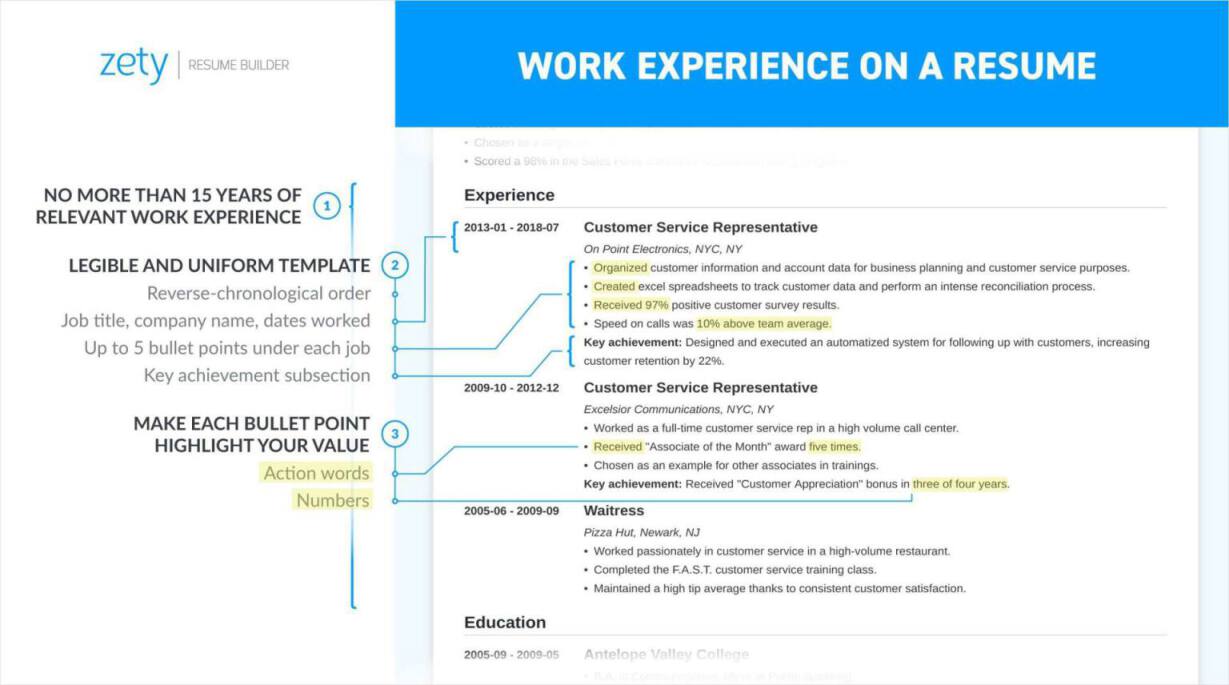 zety | RESUME BUILDER
WORK EXPERIENCE ON A RESUME
NO MORE THAN 15 YEARS OF
RELEVANT WORK EXPERIENCE
1
LEGIBLE AND UNIFORM TEMPLATE
2
Reverse-chronological order
Job title, company name, dates worked
Up to 5 bullet points under each job
Key achievement subsection
MAKE EACH BULLET POINT
HIGHLIGHT YOUR VALUE
3
Action words
Numbers
• Chosen as a
• Scored a 98% in the Sales
Experience
2013-01 - 2018-07
Customer Service Representative
On Point Electronics, NYC, NY
• Organized customer information and account data for business planning and customer service purposes.
• Created excel spreadsheets to track customer data and perform an intense reconciliation process.
• Received 97% positive customer survey results.
• Speed on calls was 10% above team average.
Key achievement: Designed and executed an automatized system for following up with customers, increasing
customer retention by 22%.
2009-10 - 2012-12
Customer Service Representative
Excelsior Communications, NYC, NY
• Worked as a full-time customer service rep in a high volume call center.
• Received "Associate of the Month" award five times.
• Chosen as an example for other associates in trainings.
Key achievement: Received "Customer Appreciation" bonus in three of four years.
2005-06 - 2009-09
Waitress
Pizza Hut, Newark, NJ
• Worked passionately in customer service in a high-volume restaurant.
• Completed the F.A.S.T. customer service training class.
• Maintained a high tip average thanks to consistent customer satisfaction.
Education
2005-09 - 2009-05
Antelope Valley College